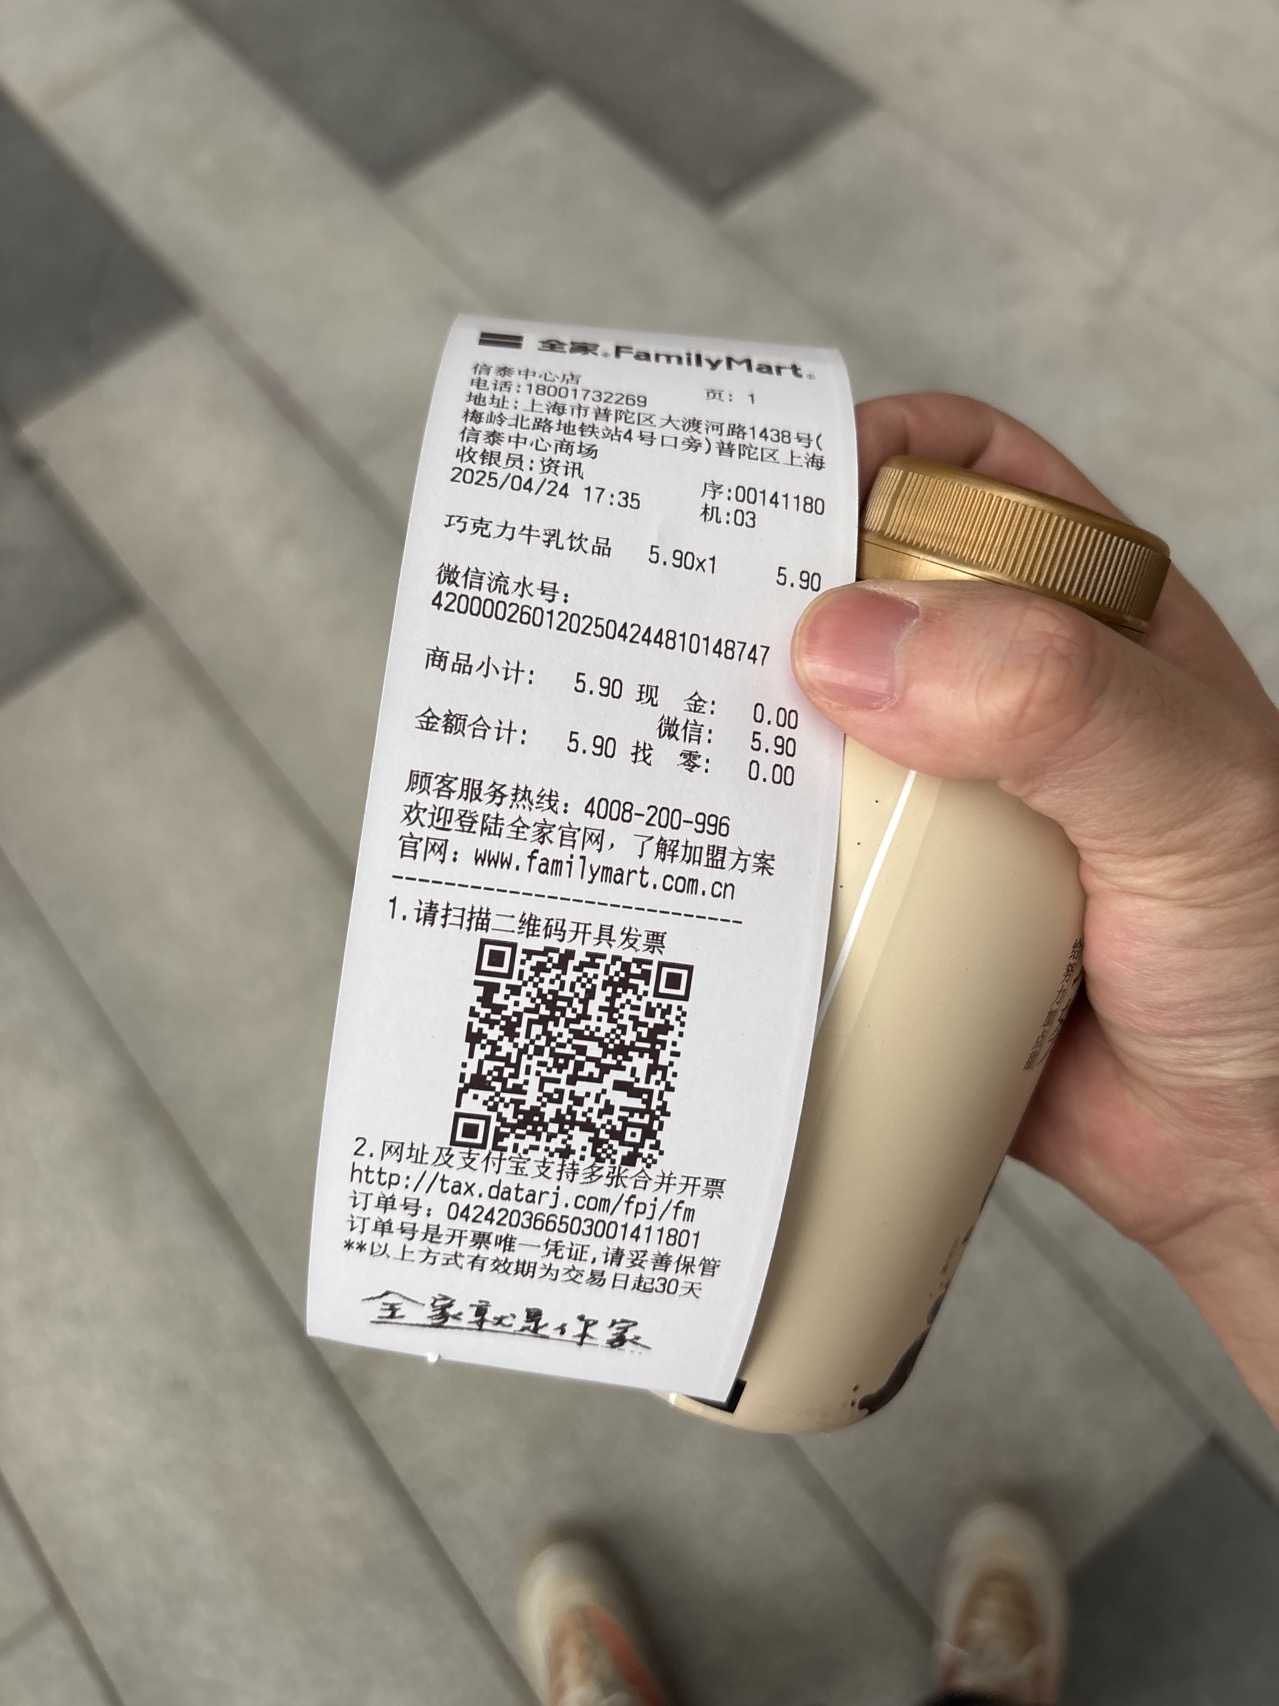 全家 FamilyMart
信泰中心店
页: 1
电话:18001732269
地址:上海市普陀区大渡河路1438号(
梅岭北路地铁站4号口旁)普陀区上海
信泰中心商场
收银员:资讯 序:00141180
2025/04/24 17:35 机:03
巧克力牛乳饮品 5.90x1 5.90
微信流水号:
4200002601202504244810148747
商品小计: 5.90 现 金: 0.00
微信: 5.90
金额合计: 5.90 找 零: 0.00
顾客服务热线: 4008-200-996
欢迎登陆全家官网, 了解加盟方案
官网: www.familymart.com.cn
1.请扫描二维码开具发票
2.网址及支付宝支持多张合并开票
http://tax.datarj.com/fpj/fm
订单号: 0424203665030014118​01
订单号是开票唯一凭证,请妥善保管
**以上方式有效期为交易日起30天
全家就是你家